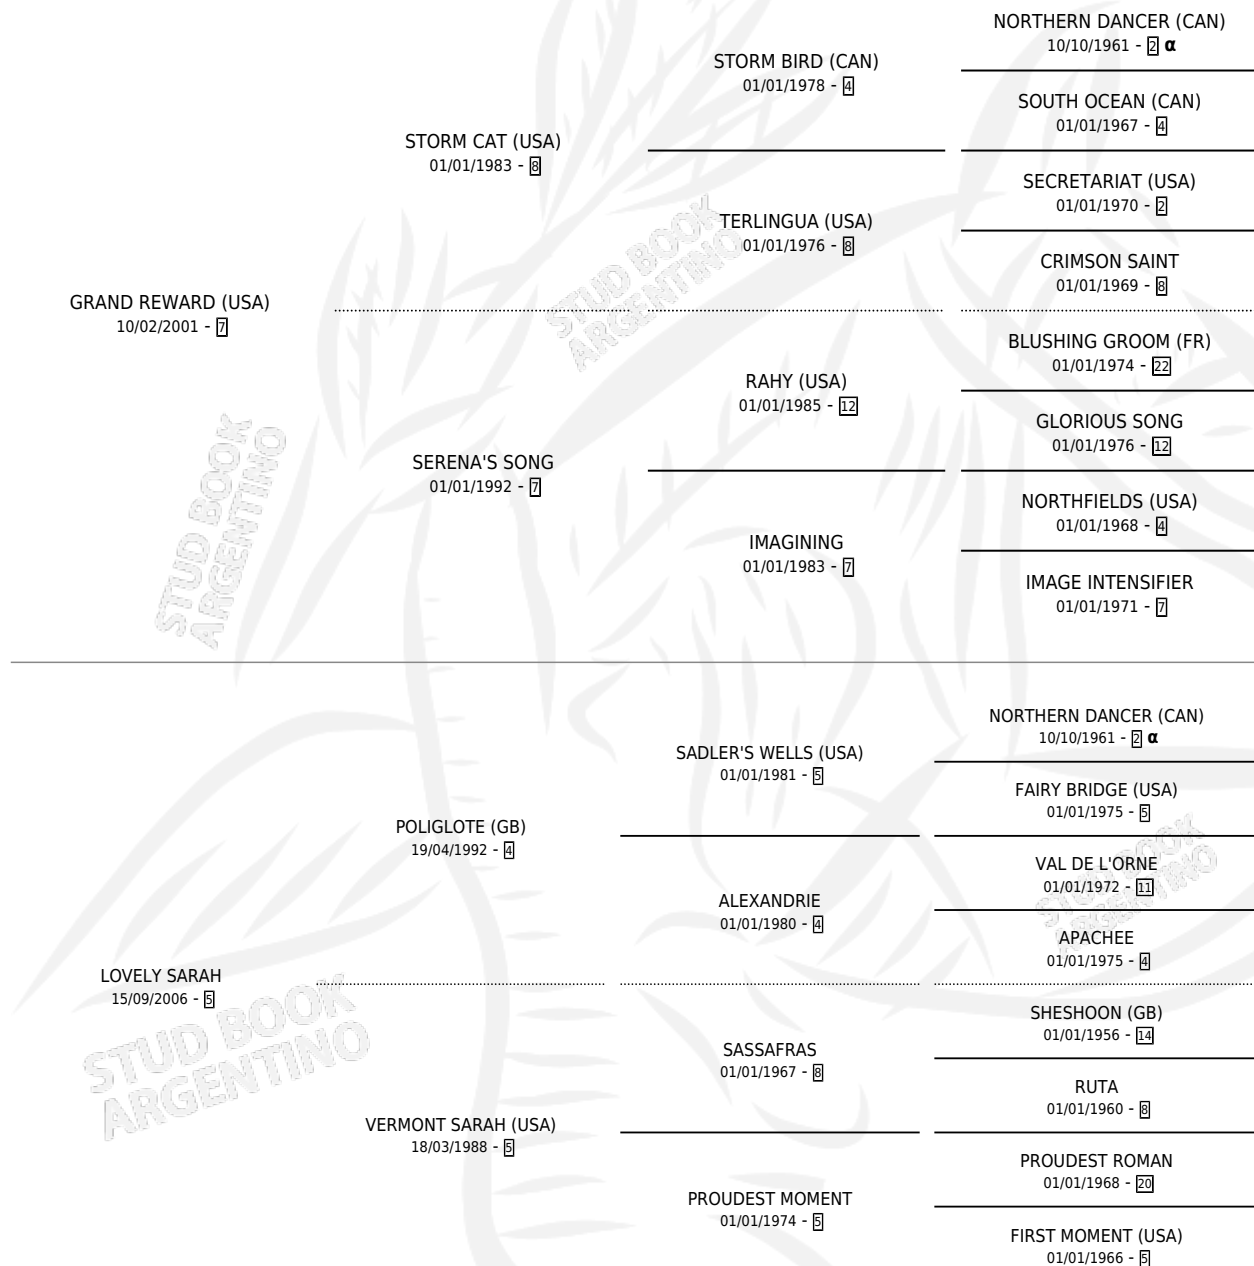 NORTHERN DANCER (CAN)
10/10/1961 - 2 α
STORM BIRD (CAN)
01/01/1978 - 4
SOUTH OCEAN (CAN)
01/01/1967 - 4
STORM CAT (USA)
01/01/1983 - 8
SECRETARIAT (USA)
01/01/1970 - 2
TERLINGUA (USA)
01/01/1976 - 8
CRIMSON SAINT
01/01/1969 - 8
GRAND REWARD (USA)
10/02/2001 - 7
STUD BOOK
ARGENTINO
BLUSHING GROOM (FR)
01/01/1974 - 22
RAHY (USA)
01/01/1985 - 12
GLORIOUS SONG
01/01/1976 - 12
SERENA'S SONG
01/01/1992 - 7
NORTHFIELDS (USA)
01/01/1968 - 4
IMAGINING
01/01/1983 - 7
IMAGE INTENSIFIER
01/01/1971 - 7
STUD BOOK
ARGENTINO
NORTHERN DANCER (CAN)
10/10/1961 - 2 α
SADLER'S WELLS (USA)
01/01/1981 - 5
FAIRY BRIDGE (USA)
01/01/1975 - 5
POLIGLOTE (GB)
19/04/1992 - 4
VAL DE L'ORNE
01/01/1972 - 11
STUD BOOK
ARGENTINO
ALEXANDRIE
01/01/1980 - 4
APACHEE
01/01/1975 - 4
LOVELY SARAH
15/09/2006 - 5
STUD BOOK
ARGENTINO
SHESHOON (GB)
01/01/1956 - 14
SASSAFRAS
01/01/1967 - 8
RUTA
01/01/1960 - 8
VERMONT SARAH (USA)
18/03/1988 - 5
PROUDEST ROMAN
01/01/1968 - 20
PROUDEST MOMENT
01/01/1974 - 5
FIRST MOMENT (USA)
01/01/1966 - 5